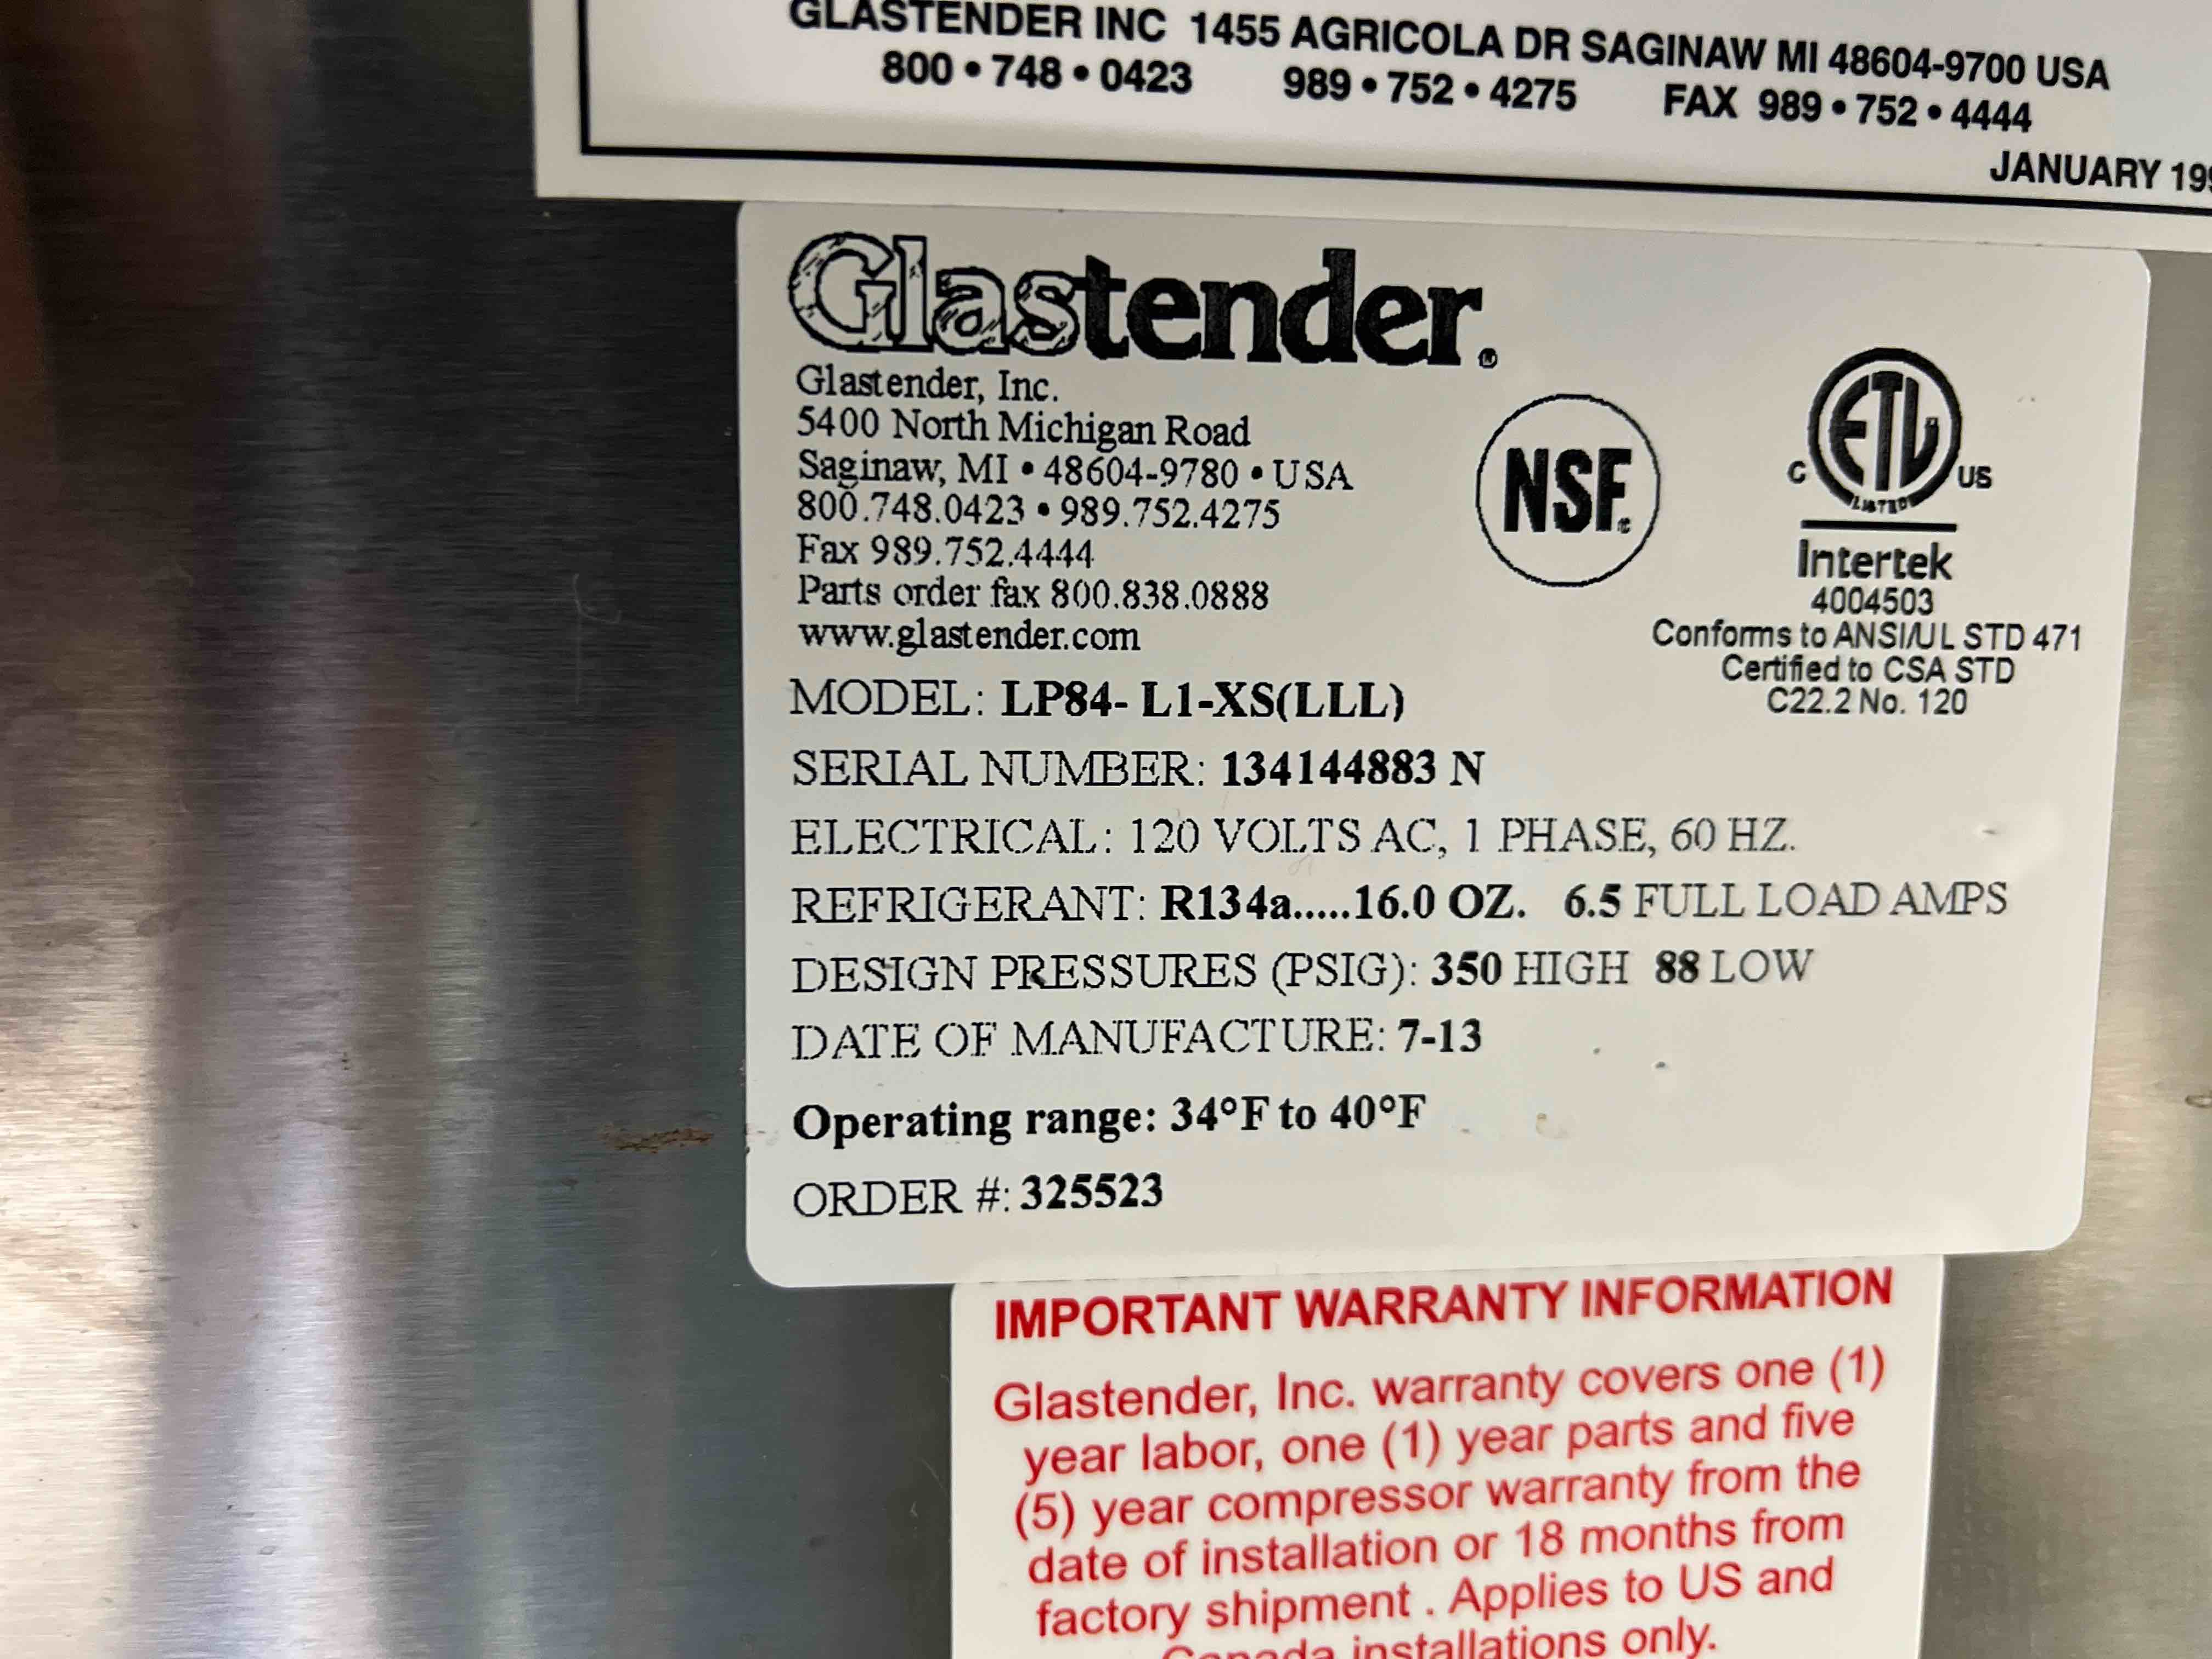 GLASTENDER INC 1455 AGRICOLA DR SAGINAW MI 48604-9700 USA
800 • 748 • 0423 989 • 752 • 4275 FAX 989 • 752 • 4444
JANUARY
Glastender®
Glastender, Inc.
5400 North Michigan Road
Saginaw, MI • 48604-9780 • USA
800.748.0423 • 989.752.4275
Fax 989.752.4444
Parts order fax 800.838.0888
www.glastender.com
NSF®
C ETL US
LISTED
Intertek
4004503
Conforms to ANSI/UL STD 471
Certified to CSA STD
C22.2 No. 120
MODEL: LP84- L1-XS(LLL)
SERIAL NUMBER: 134144883 N
ELECTRICAL: 120 VOLTS AC, 1 PHASE, 60 HZ.
REFRIGERANT: R134a.....16.0 OZ. 6.5 FULL LOAD AMPS
DESIGN PRESSURES (PSIG): 350 HIGH 88 LOW
DATE OF MANUFACTURE: 7-13
Operating range: 34°F to 40°F
ORDER #: 325523
IMPORTANT WARRANTY INFORMATION
Glastender, Inc. warranty covers one (1)
year labor, one (1) year parts and five
(5) year compressor warranty from the
date of installation or 18 months from
factory shipment . Applies to US and
Canada installations only.